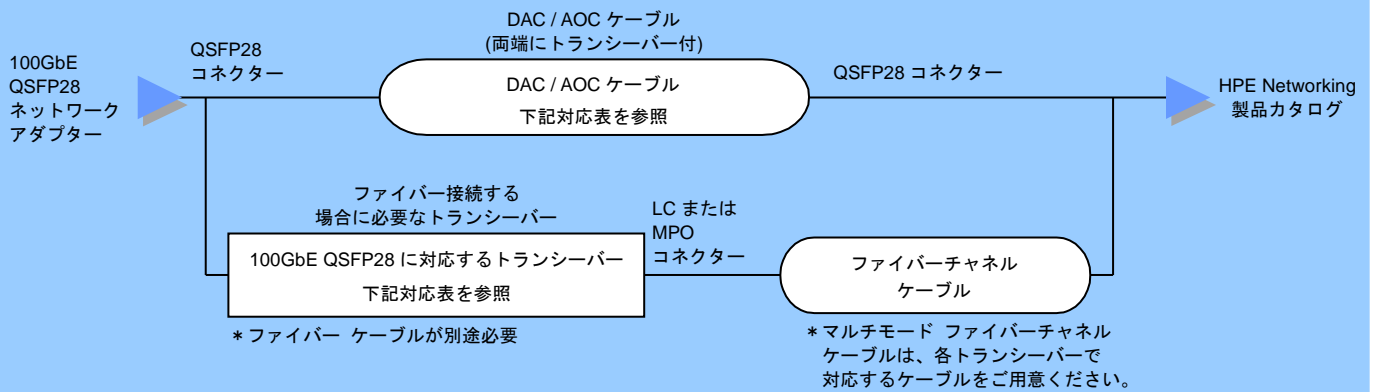 DAC / AOC ケーブル
(両端にトランシーバー付)
100GbE
QSFP28
ネットワーク
アダプター
QSFP28
コネクター
DAC / AOC ケーブル
下記対応表を参照
QSFP28 コネクター
HPE Networking
製品カタログ
ファイバー接続する
場合に必要なトランシーバー
100GbE QSFP28 に対応するトランシーバー
下記対応表を参照
＊ファイバー ケーブルが別途必要
LC または
MPO
コネクター
ファイバーチャネル
ケーブル
＊マルチモード ファイバーチャネル
ケーブルは、各トランシーバーで
対応するケーブルをご用意ください。